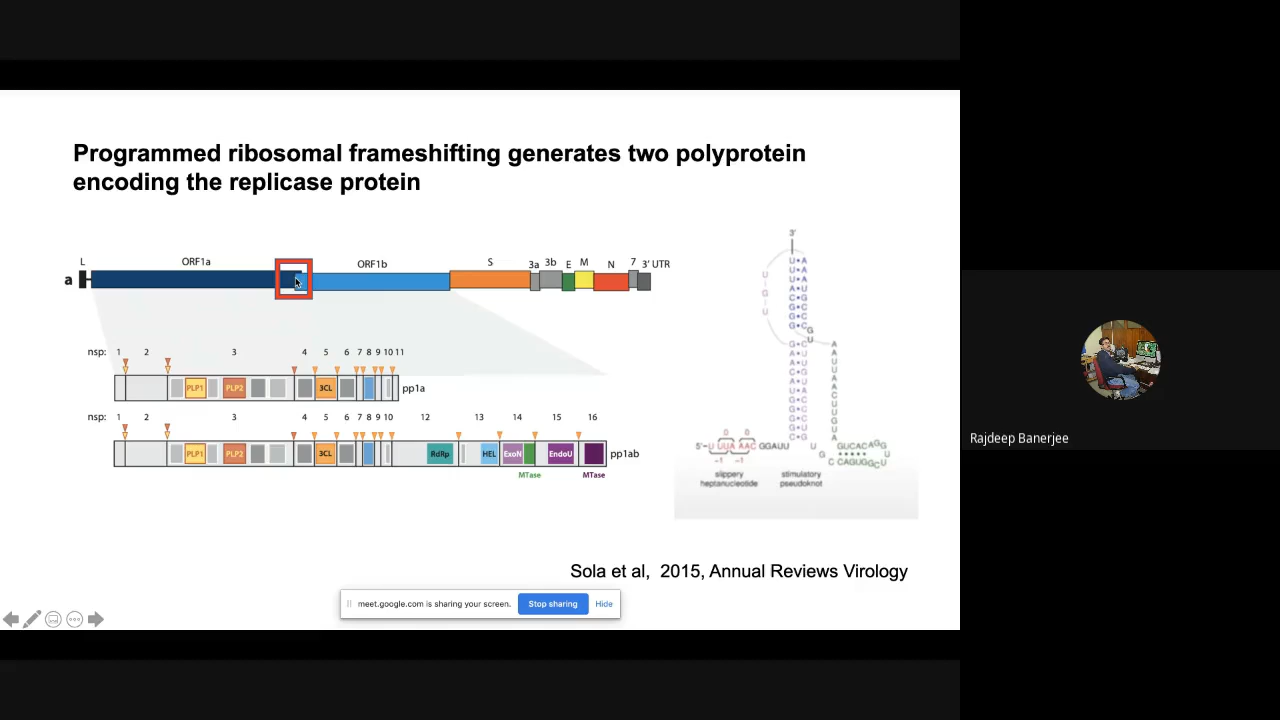 Programmed ribosomal frameshifting generates two polyprotein
encoding the replicase protein
a
L ORF1a ORF1b S 3a 3b E M N 7 3' UTR
nsp: 1 2 3 4 5 6 7 8 9 10 11
PLP1 PLP2 3CL pp1a
nsp: 1 2 3 4 5 6 7 8 9 10 12 13 14 15 16
PLP1 PLP2 3CL RdRp HEL ExoN EndoU pp1ab
MTase MTase
3'
5'-U UUA AAC GGAUU
slippery
heptanucleotide
stimulatory
pseudoknot
Sola et al, 2015, Annual Reviews Virology
meet.google.com is sharing your screen. Stop sharing Hide
Rajdeep Banerjee